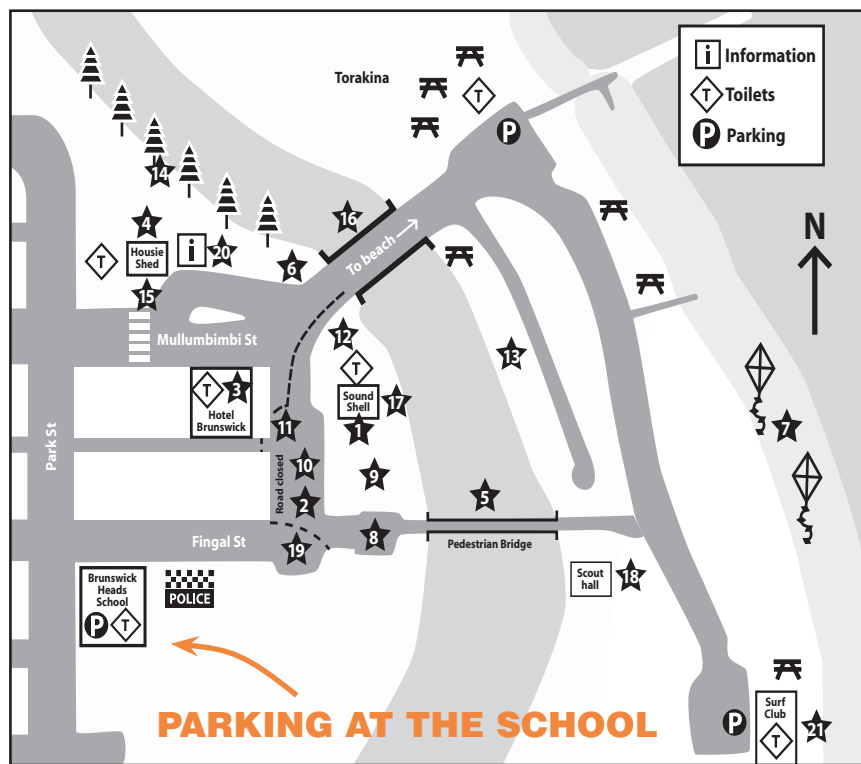 Torakina
T
P
i Information
T Toilets
P Parking
N
14
4
16
T
Housie
Shed
i
20
6
15
To beach
Mullumbimbi St
12
T
13
T
3
Hotel
Brunswick
Sound
Shell
17
1
11
7
Park St
Road closed
10
9
2
5
Fingal St
19
8
Pedestrian Bridge
Brunswick
Heads
School
P T
POLICE
Scout
hall
18
PARKING AT THE SCHOOL
P
Surf
Club
T
21